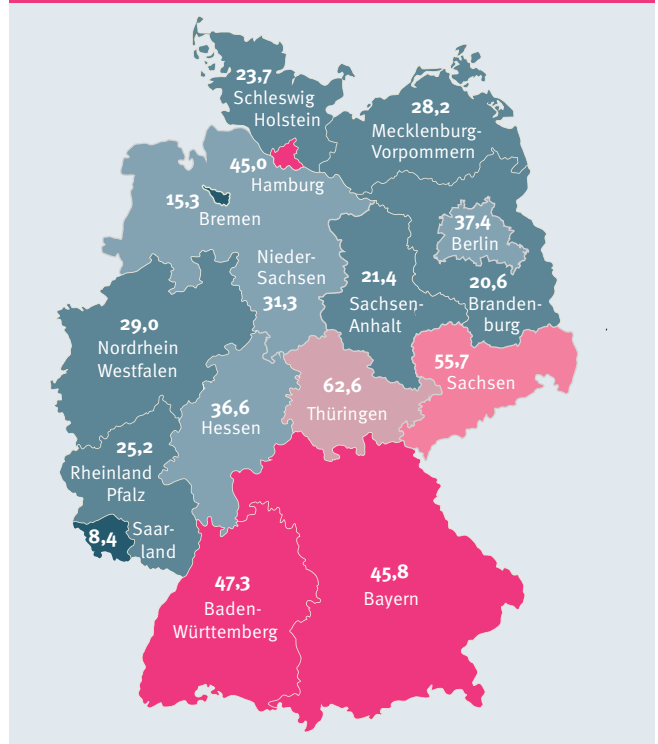 23,7
Schleswig
Holstein
28,2
Mecklenburg-
Vorpommern
45,0
Hamburg
15,3
Bremen
37,4
Berlin
Nieder-
Sachsen
31,3
21,4
Sachsen-
Anhalt
20,6
Branden-
burg
29,0
Nordrhein
Westfalen
55,7
Sachsen
62,6
Thüringen
36,6
Hessen
25,2
Rheinland
Pfalz
8,4
Saar-
land
47,3
Baden-
Württemberg
45,8
Bayern